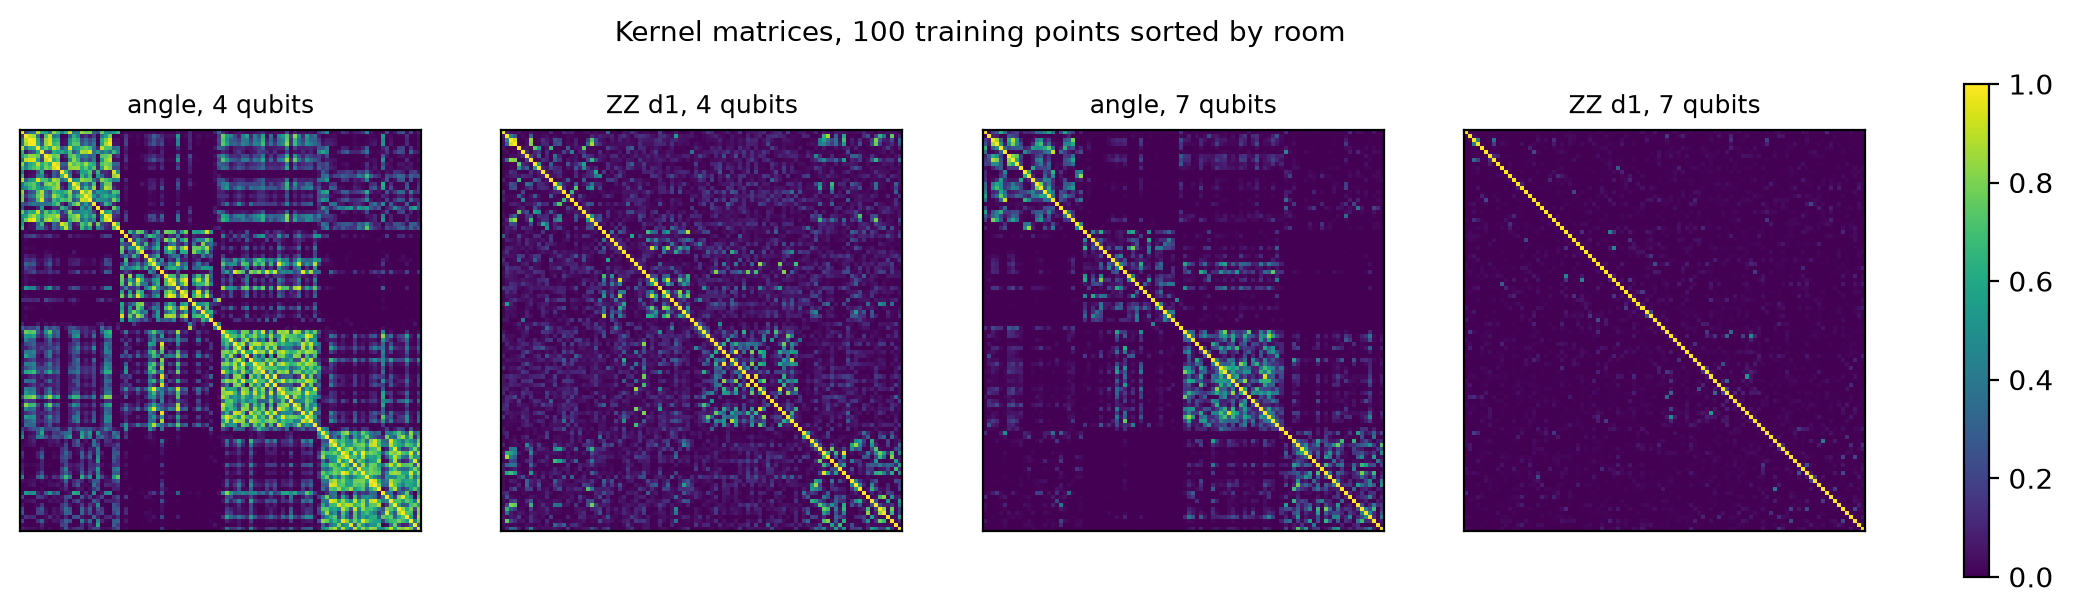 Kernel matrices, 100 training points sorted by room
angle, 4 qubits
ZZ d1, 4 qubits
angle, 7 qubits
ZZ d1, 7 qubits
1.0
0.8
0.6
0.4
0.2
0.0